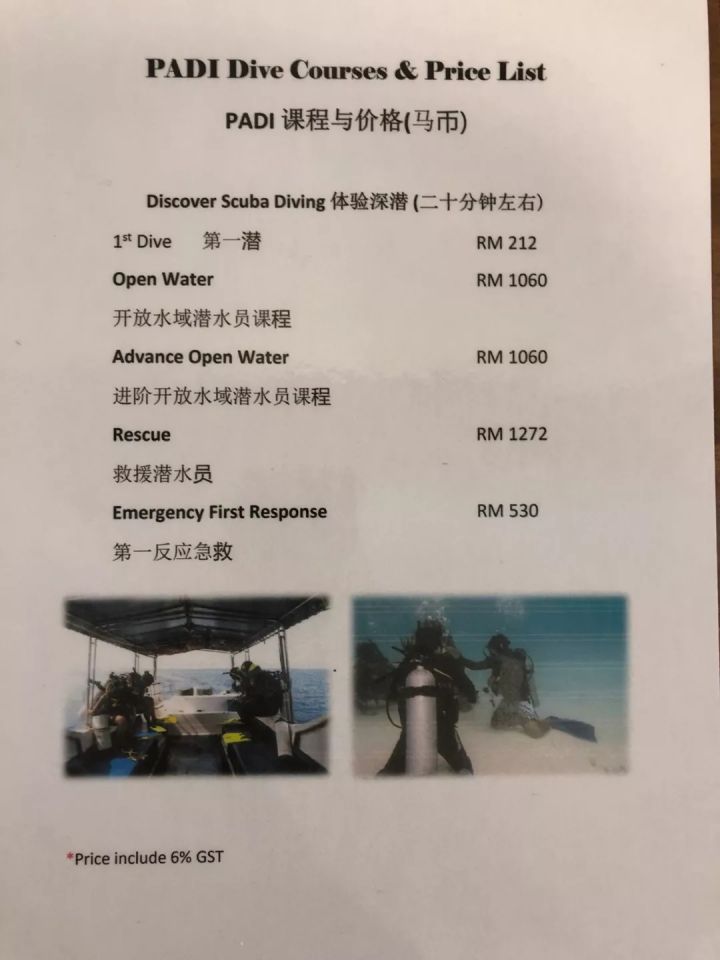 PADI Dive Courses & Price List
PADI 课程与价格(马币)
Discover Scuba Diving 体验深潜 (二十分钟左右)
1st Dive 第一潜 RM 212
Open Water RM 1060
开放水域潜水员课程
Advance Open Water RM 1060
进阶开放水域潜水员课程
Rescue RM 1272
救援潜水员
Emergency First Response RM 530
第一反应急救
*Price include 6% GST